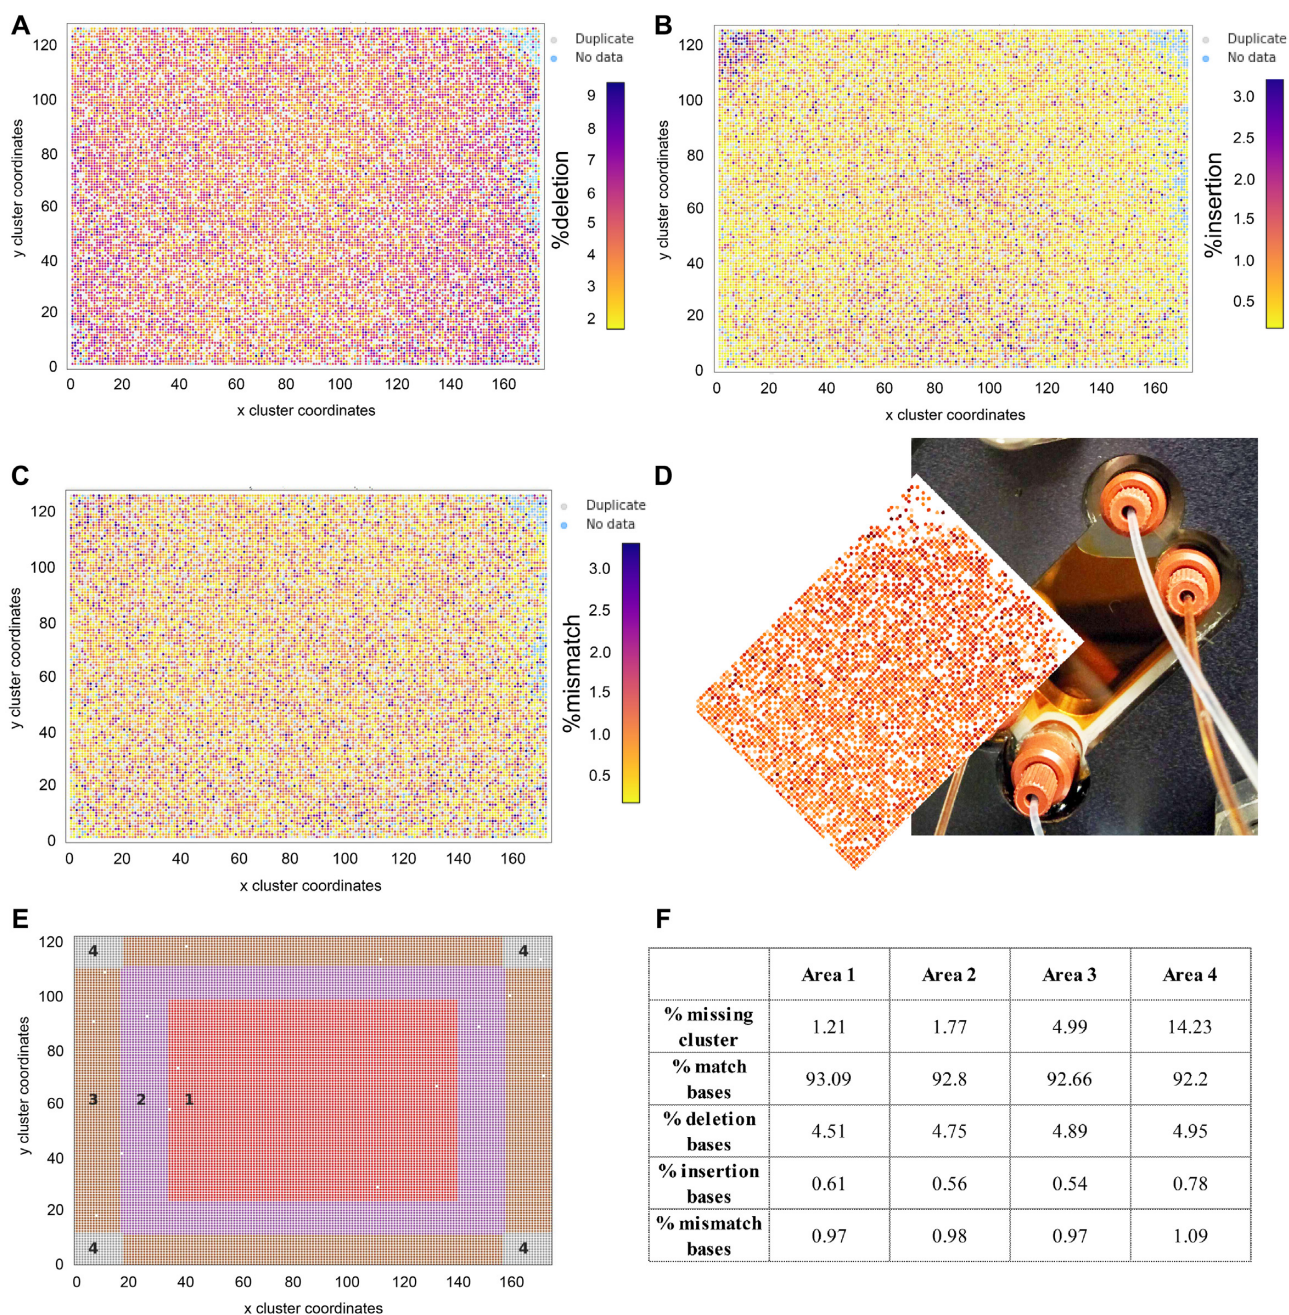 A
120
100
80
60
40
20
0
0 20 40 60 80 100 120 140 160
x cluster coordinates
y cluster coordinates
Duplicate
No data
9
8
7
6
5
4
3
2
%deletion
B
120
100
80
60
40
20
0
0 20 40 60 80 100 120 140 160
x cluster coordinates
y cluster coordinates
Duplicate
No data
3.0
2.5
2.0
1.5
1.0
0.5
%insertion
C
120
100
80
60
40
20
0
0 20 40 60 80 100 120 140 160
x cluster coordinates
y cluster coordinates
Duplicate
No data
3.0
2.5
2.0
1.5
1.0
0.5
%mismatch
D
E
120
100
80
60
40
20
0
0 20 40 60 80 100 120 140 160
x cluster coordinates
y cluster coordinates
4 4
3 2 1
4 4
F
Area 1 Area 2 Area 3 Area 4
% missing
cluster
1.21 1.77 4.99 14.23
% match
bases
93.09 92.8 92.66 92.2
% deletion
bases
4.51 4.75 4.89 4.95
% insertion
bases
0.61 0.56 0.54 0.78
% mismatch
bases
0.97 0.98 0.97 1.09